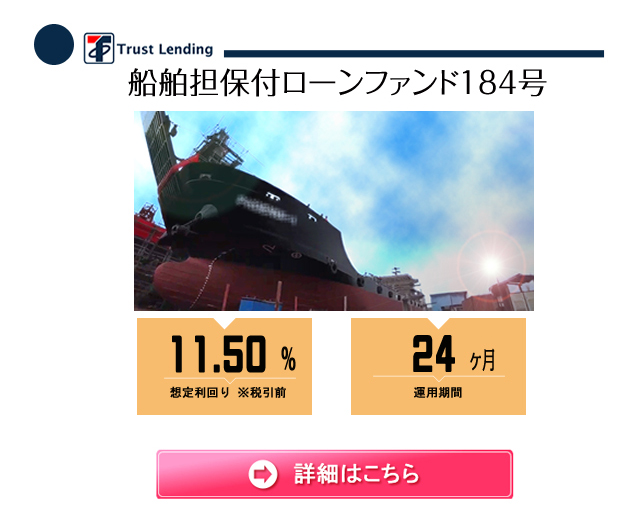 Trust Lending
船舶担保付ローンファンド184号
11.50 %
想定利回り ※税引前
24 ヶ月
運用期間
詳細はこちら